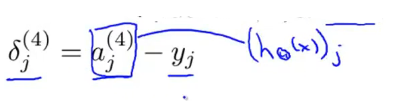 δ_j^{(4)} = a_j^{(4)} − y_j (h_Θ(x))_j